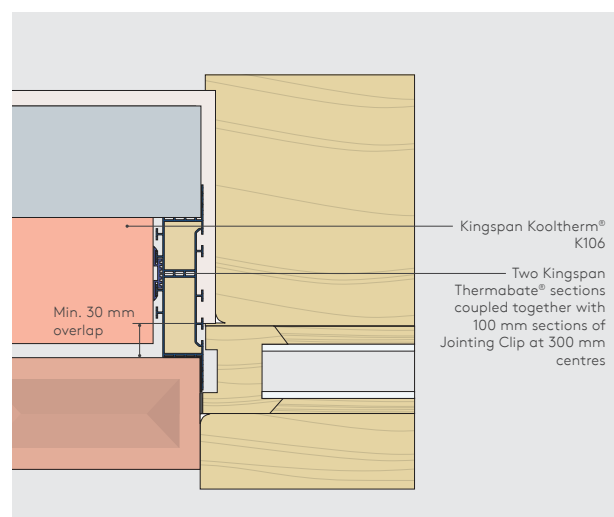 Kingspan Kooltherm®
K106
Two Kingspan
Thermabate® sections
coupled together with
100 mm sections of
Jointing Clip at 300 mm
centres
Min. 30 mm
overlap